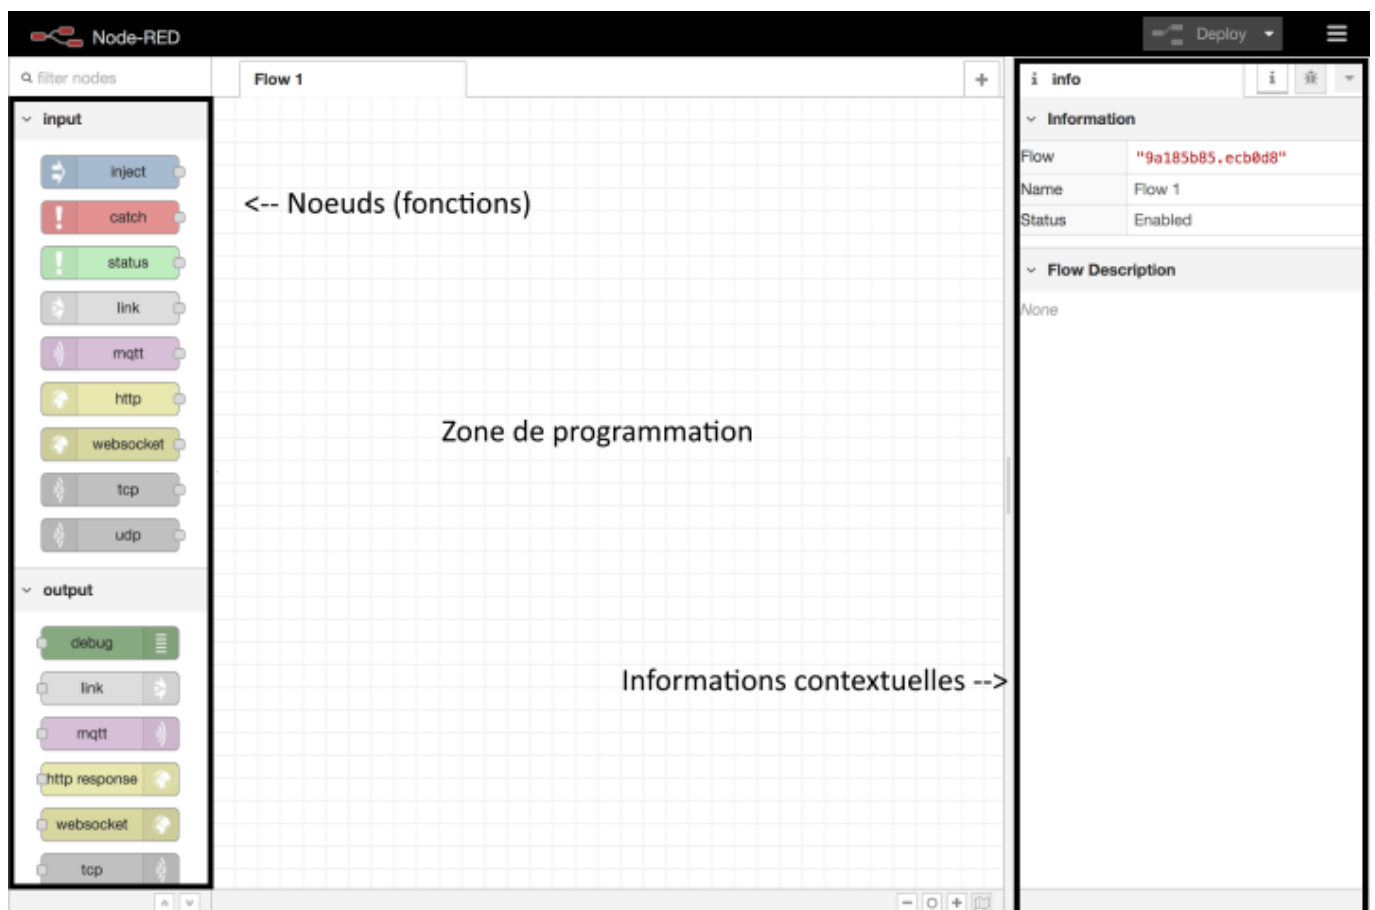 Node-RED
Deploy
filter nodes
Flow 1
info
input
inject
catch
status
link
mqtt
http
websocket
tcp
udp
output
debug
link
mqtt
http response
websocket
tcp
<-- Noeuds (fonctions)
Zone de programmation
Informations contextuelles -->
Information
Flow "9a185b85.ecb0d8"
Name Flow 1
Status Enabled
Flow Description
None